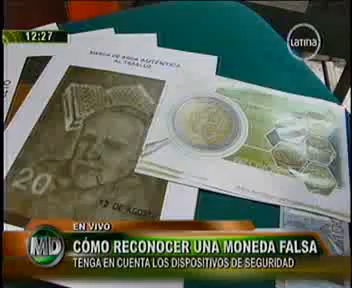 12:27
LATINA
MARCA DE AGUA AUTÉNTICA
AL TRASLUZ
20
12 DE AGOST
EN VIVO
MD
CÓMO RECONOCER UNA MONEDA FALSA
TENGA EN CUENTA LOS DISPOSITIVOS DE SEGURIDAD